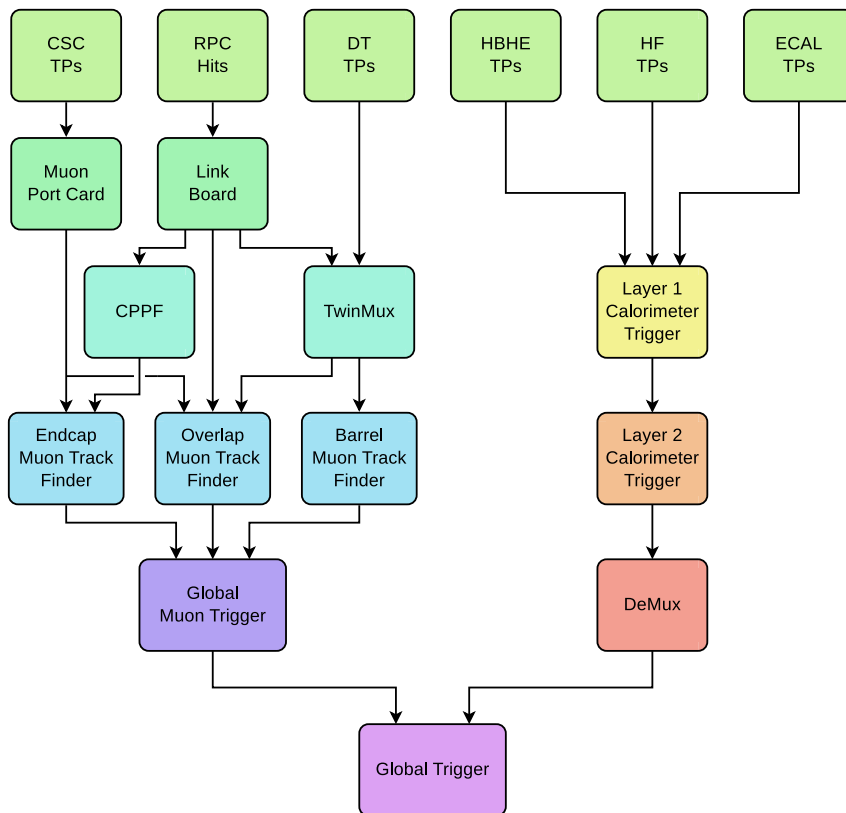 CSC
TPs
RPC
Hits
DT
TPs
HBHE
TPs
HF
TPs
ECAL
TPs
Muon
Port Card
Link
Board
CPPF
TwinMux
Layer 1
Calorimeter
Trigger
Endcap
Muon Track
Finder
Overlap
Muon Track
Finder
Barrel
Muon Track
Finder
Layer 2
Calorimeter
Trigger
Global
Muon Trigger
DeMux
Global Trigger